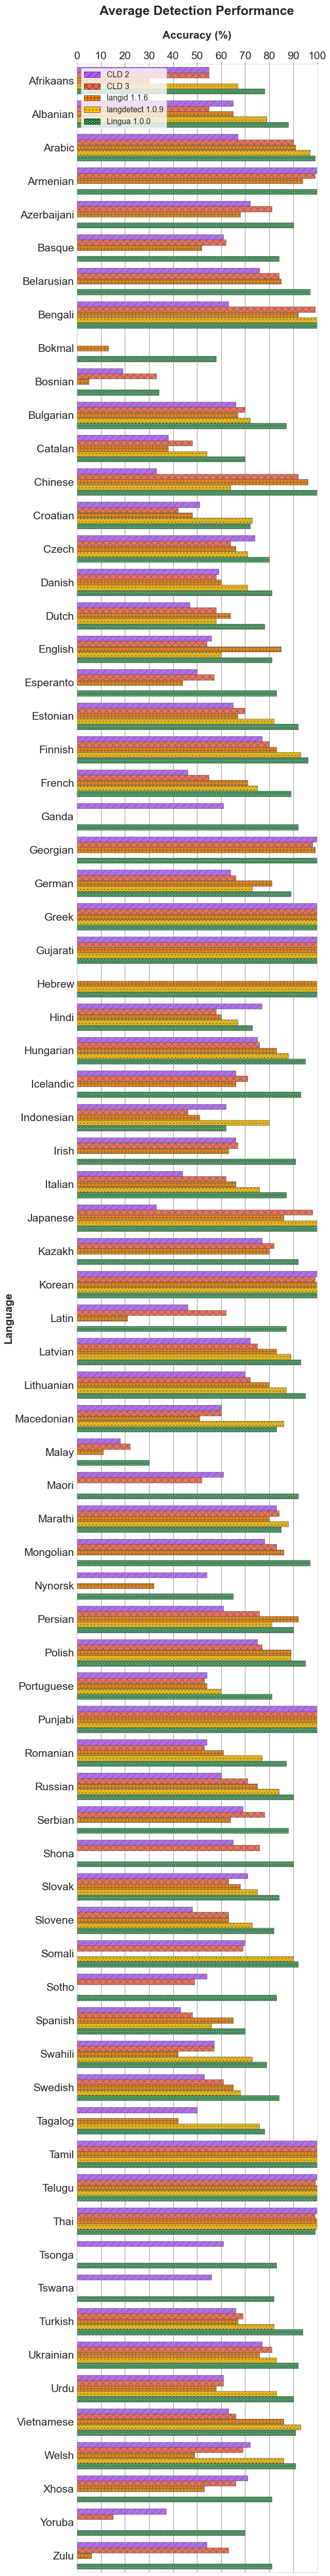 Average Detection Performance
Accuracy (%)
0 10 20 30 40 50 60 70 80 90 100
CLD 2
CLD 3
langid 1.1.6
langdetect 1.0.9
Lingua 1.0.0
Language
Afrikaans
Albanian
Arabic
Armenian
Azerbaijani
Basque
Belarusian
Bengali
Bokmal
Bosnian
Bulgarian
Catalan
Chinese
Croatian
Czech
Danish
Dutch
English
Esperanto
Estonian
Finnish
French
Ganda
Georgian
German
Greek
Gujarati
Hebrew
Hindi
Hungarian
Icelandic
Indonesian
Irish
Italian
Japanese
Kazakh
Korean
Latin
Latvian
Lithuanian
Macedonian
Malay
Maori
Marathi
Mongolian
Nynorsk
Persian
Polish
Portuguese
Punjabi
Romanian
Russian
Serbian
Shona
Slovak
Slovene
Somali
Sotho
Spanish
Swahili
Swedish
Tagalog
Tamil
Telugu
Thai
Tsonga
Tswana
Turkish
Ukrainian
Urdu
Vietnamese
Welsh
Xhosa
Yoruba
Zulu